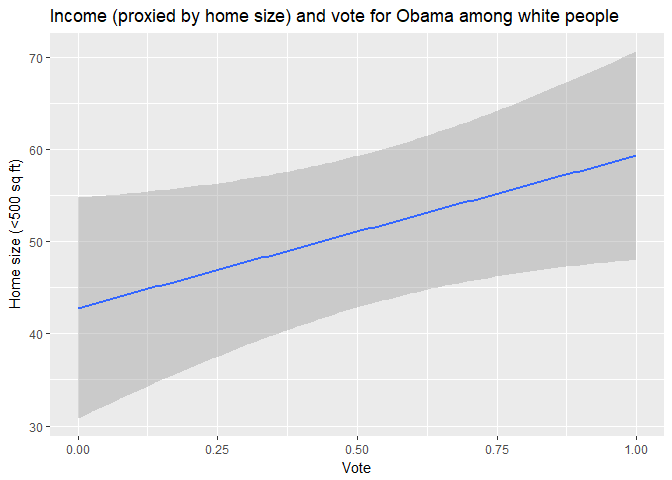 Income (proxied by home size) and vote for Obama among white people
70
60
50
40
30
Home size (<500 sq ft)
0.00 0.25 0.50 0.75 1.00
Vote